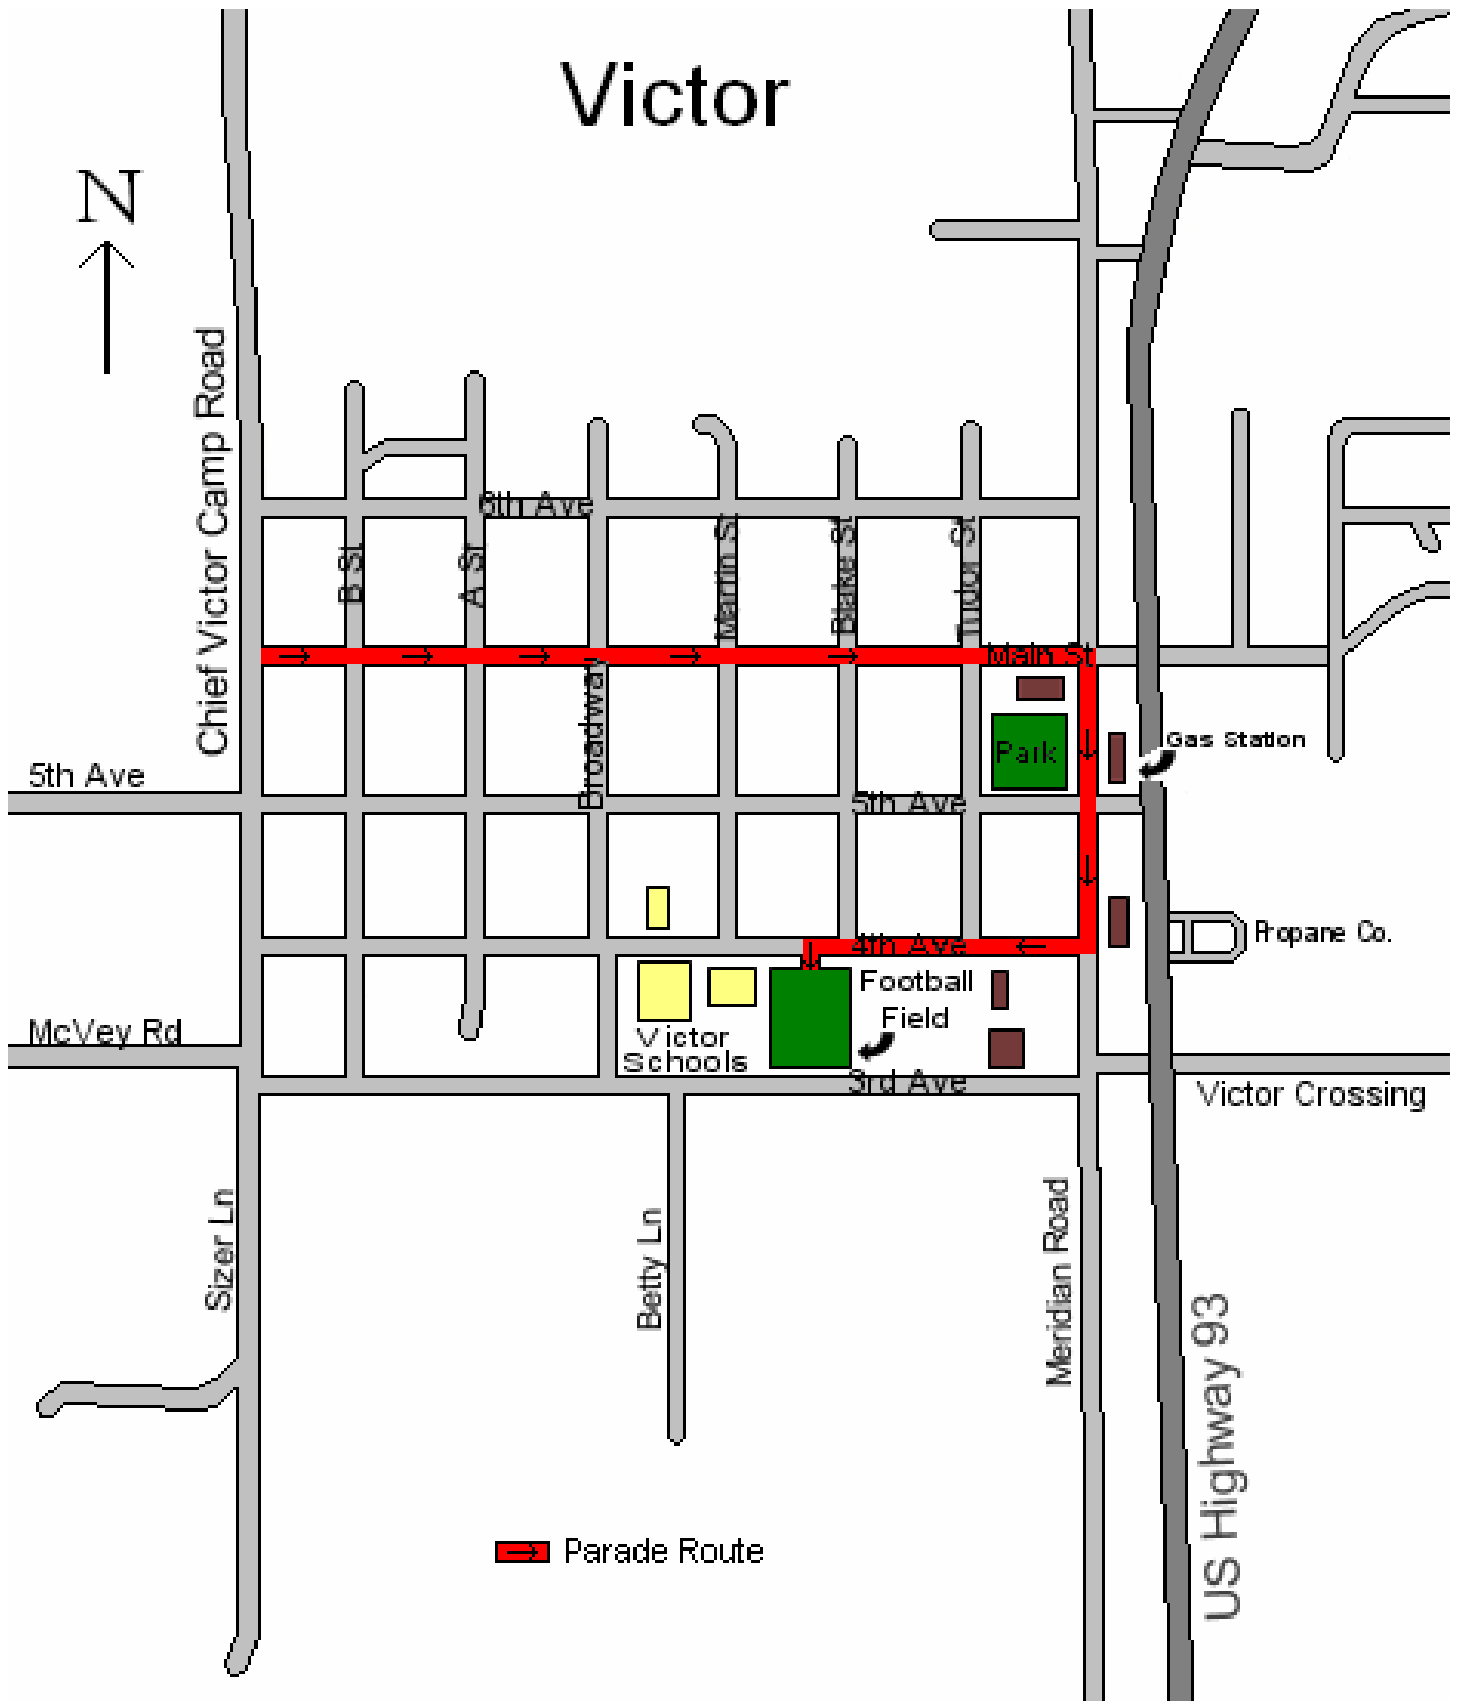 Victor
N
Chief Victor Camp Road
6th Ave
B St
A St
Martin St
Blake St
Tudor St
Main St
Broadway
Park
Gas Station
5th Ave
5th Ave
4th Ave
Propane Co.
Football
Field
McVey Rd
Victor
Schools
3rd Ave
Victor Crossing
Sizer Ln
Betty Ln
Meridian Road
US Highway 93
Parade Route